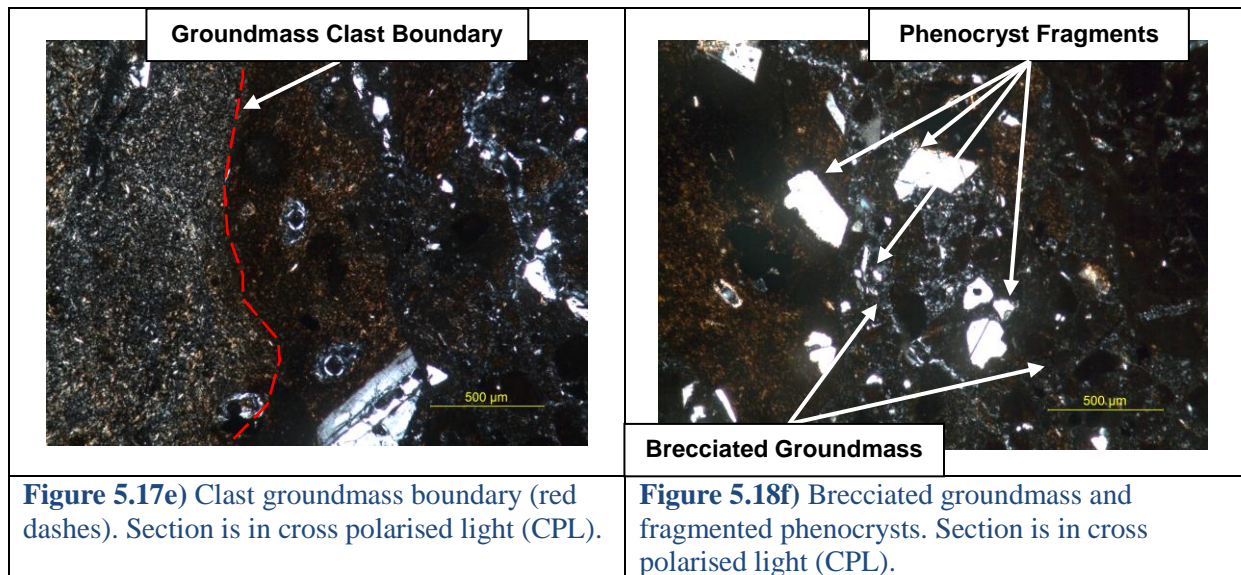 Groundmass Clast Boundary
500 µm
Figure 5.17e) Clast groundmass boundary (red
dashes). Section is in cross polarised light (CPL).
Phenocryst Fragments
500 µm
Brecciated Groundmass
Figure 5.18f) Brecciated groundmass and
fragmented phenocrysts. Section is in cross
polarised light (CPL).